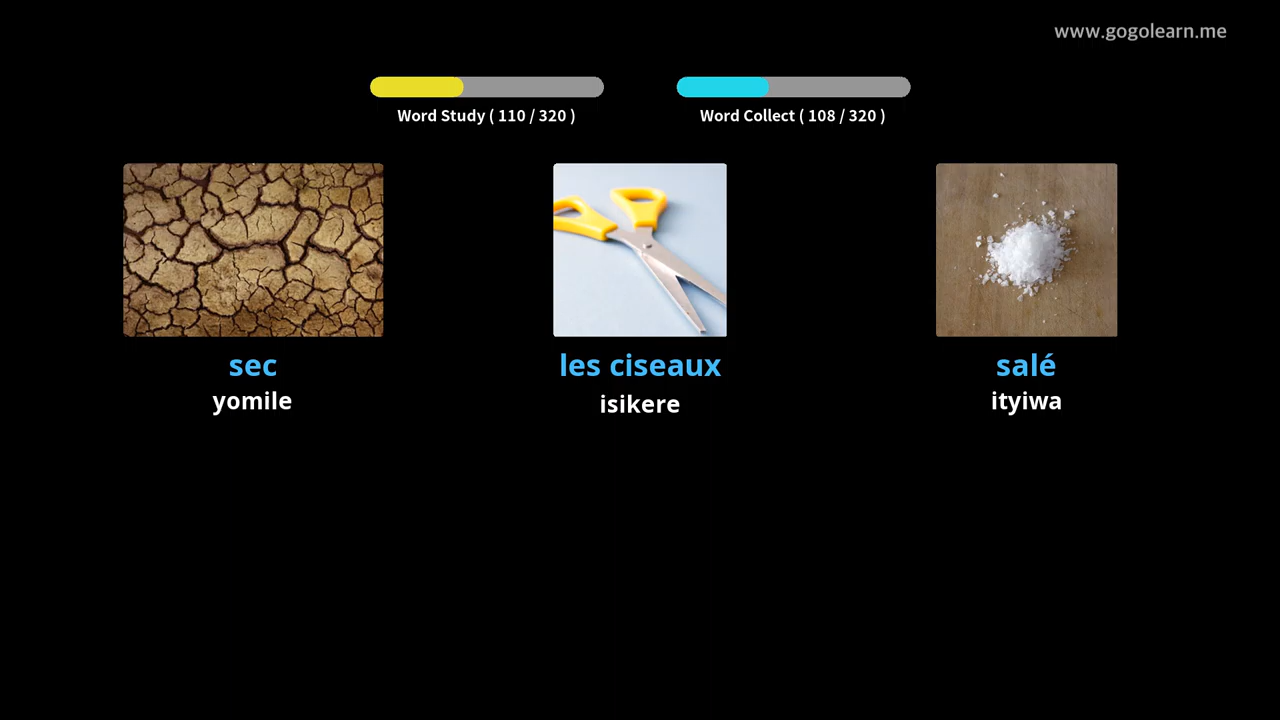 www.gogolearn.me
Word Study ( 110 / 320 )
Word Collect ( 108 / 320 )
sec
yomile
les ciseaux
isikere
salé
ityiwa